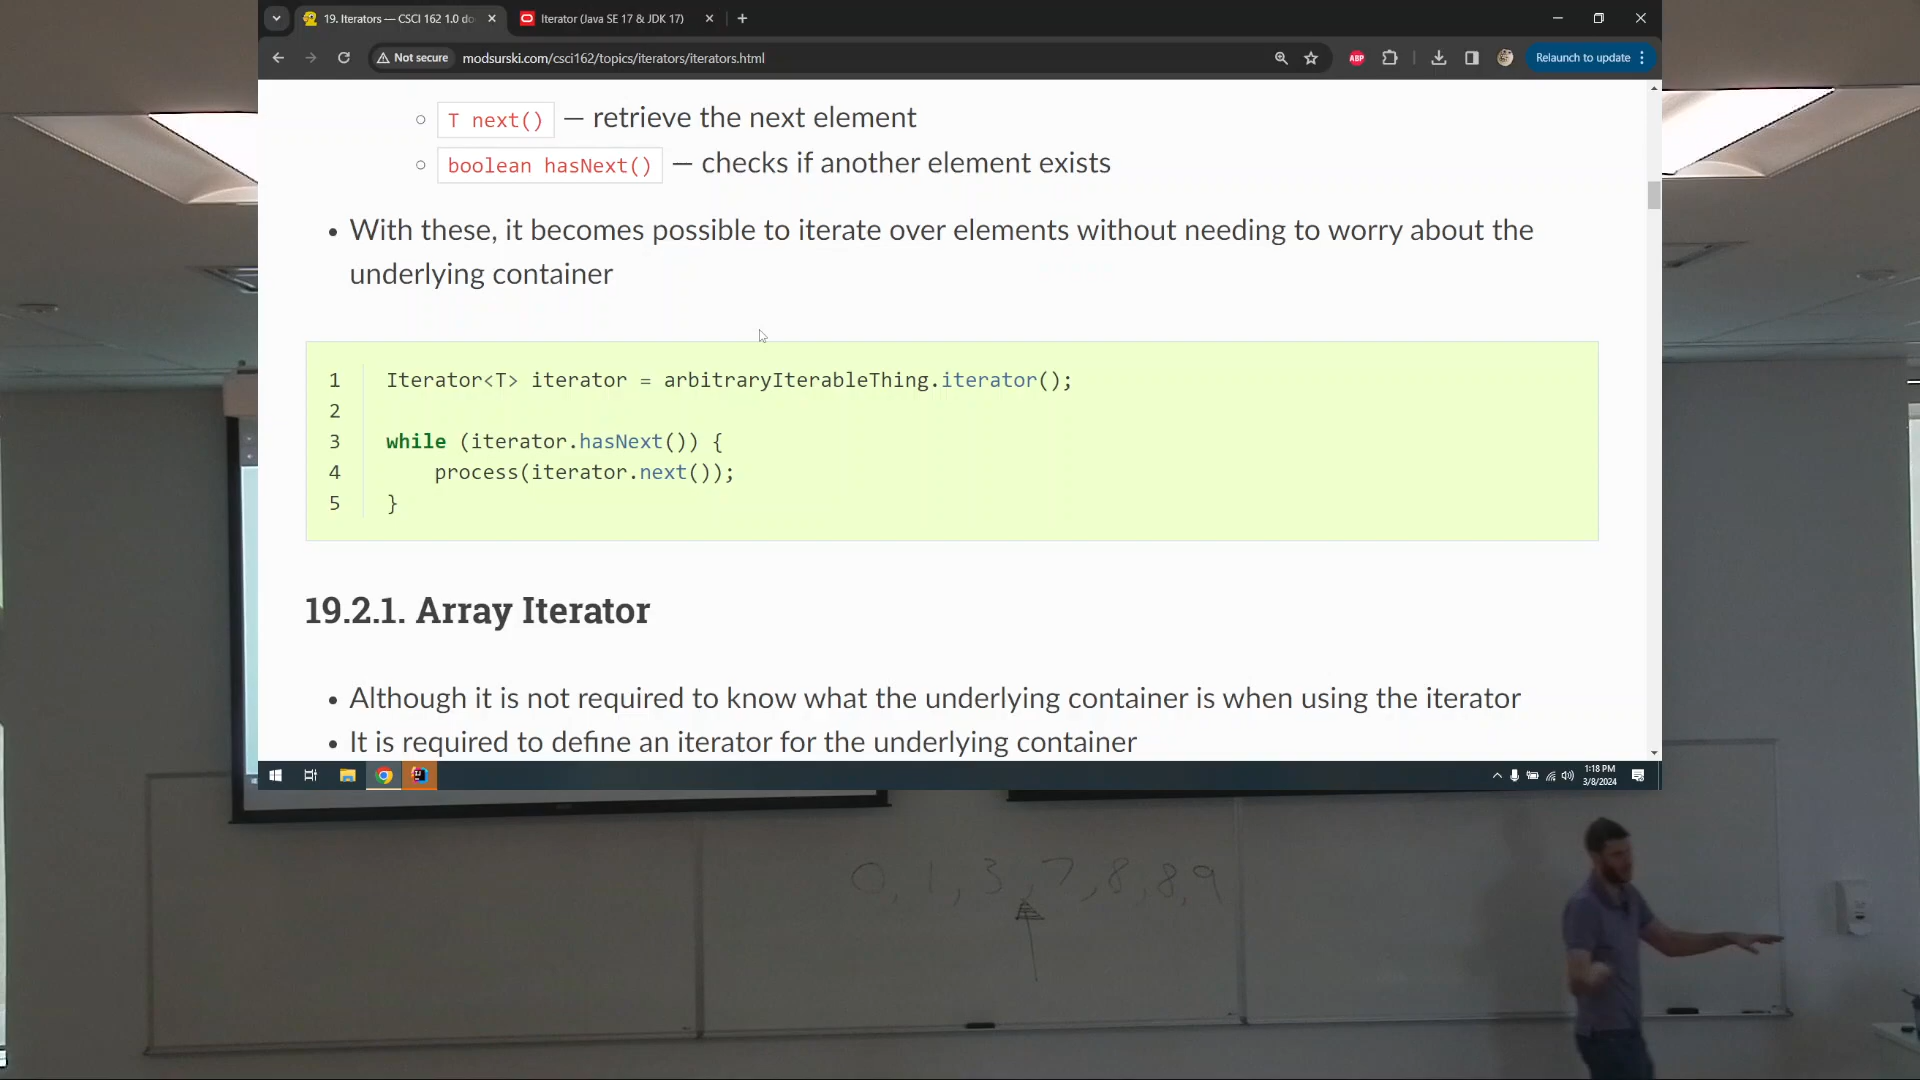 19. Iterators — CSCI 162 1.0 do
Iterator (Java SE 17 & JDK 17)
Not secure
modsurski.com/csci162/topics/iterators/iterators.html
ABP
Relaunch to update
T next() — retrieve the next element
boolean hasNext() — checks if another element exists
With these, it becomes possible to iterate over elements without needing to worry about the
underlying container
1 Iterator<T> iterator = arbitraryIterableThing.iterator();
2
3 while (iterator.hasNext()) {
4 process(iterator.next());
5 }
19.2.1. Array Iterator
Although it is not required to know what the underlying container is when using the iterator
It is required to define an iterator for the underlying container
1:18 PM
3/8/2024
0, 1, 3, 7, 8, 8, 9